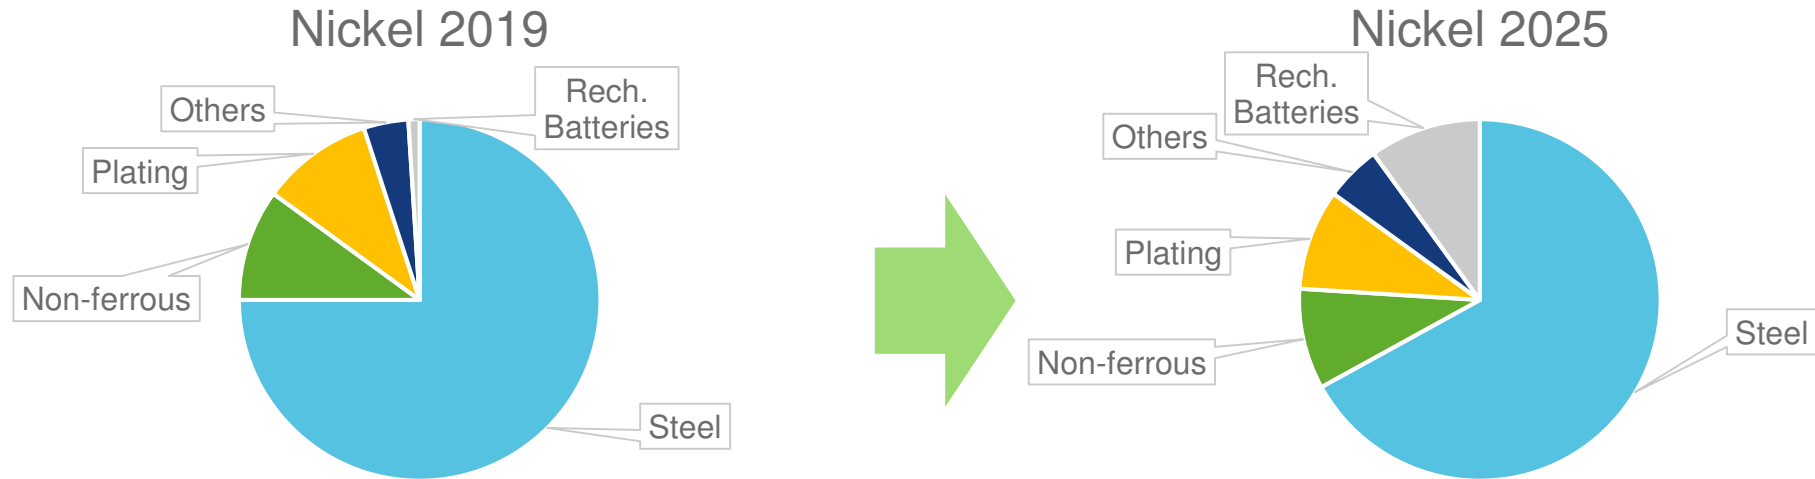 Nickel 2019
Others
Rech.
Batteries
Plating
Non-ferrous
Steel
Nickel 2025
Rech.
Batteries
Others
Plating
Non-ferrous
Steel